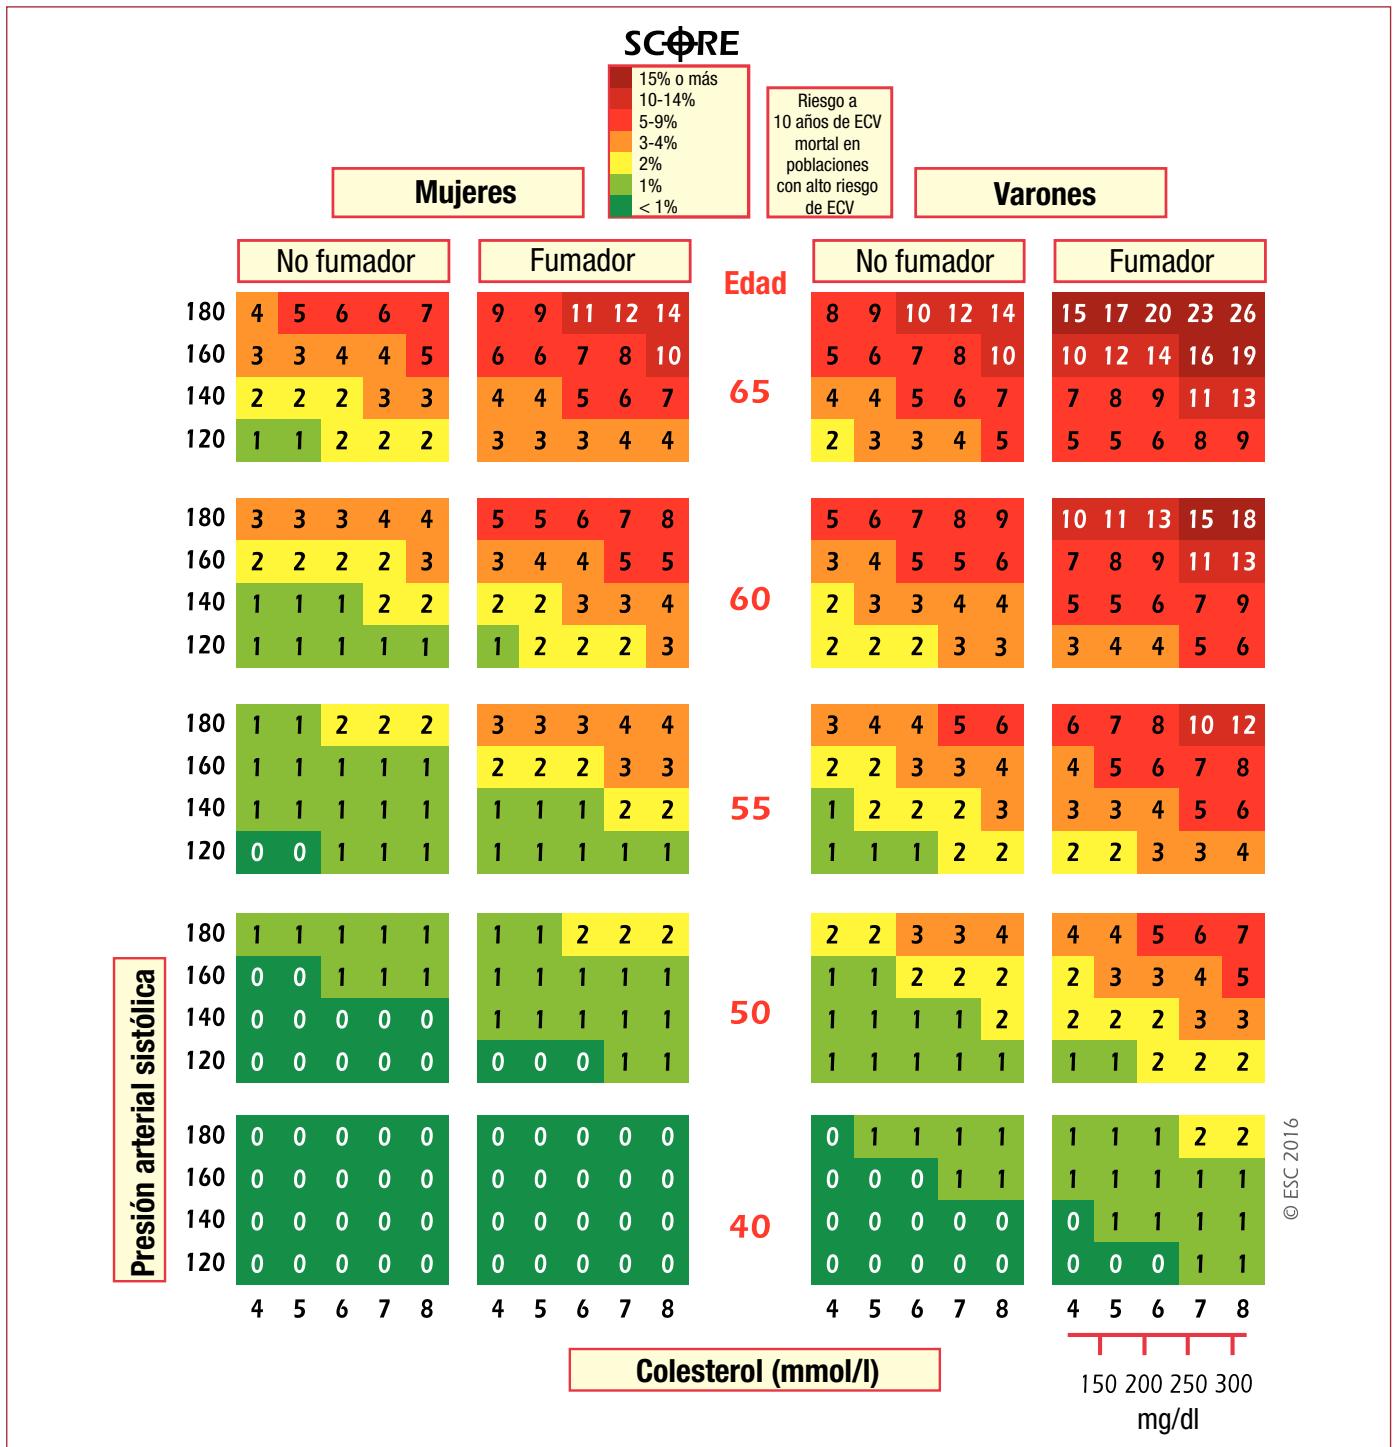 SCORE
15% o más
10-14%
5-9%
3-4%
2%
1%
< 1%
Riesgo a
10 años de ECV
mortal en
poblaciones
con alto riesgo
de ECV
Mujeres
Varones
No fumador
Fumador
Edad
No fumador
Fumador
180 4 5 6 6 7 9 9 11 12 14 8 9 10 12 14 15 17 20 23 26
160 3 3 4 4 5 6 6 7 8 10 5 6 7 8 10 10 12 14 16 19
65
140 2 2 2 3 3 4 4 5 6 7 4 4 5 6 7 7 8 9 11 13
120 1 1 2 2 2 3 3 3 4 4 2 3 3 4 5 5 5 6 8 9
180 3 3 3 4 4 5 5 6 7 8 5 6 7 8 9 10 11 13 15 18
160 2 2 2 2 3 3 4 4 5 5 3 4 5 5 6 7 8 9 11 13
60
140 1 1 1 2 2 2 2 3 3 4 2 3 3 4 4 5 5 6 7 9
120 1 1 1 1 1 1 2 2 2 3 2 2 2 3 3 3 4 4 5 6
180 1 1 2 2 2 3 3 3 4 4 3 4 4 5 6 6 7 8 10 12
160 1 1 1 1 1 2 2 2 3 3 2 2 3 3 4 4 5 6 7 8
55
140 1 1 1 1 1 1 1 1 2 2 1 2 2 2 3 3 3 4 5 6
120 0 0 1 1 1 1 1 1 1 1 1 1 1 2 2 2 2 3 3 4
180 1 1 1 1 1 1 1 2 2 2 2 2 3 3 4 4 4 5 6 7
160 0 0 1 1 1 1 1 1 1 1 1 1 2 2 2 2 3 3 4 5
50
140 0 0 0 0 0 1 1 1 1 1 1 1 1 1 2 2 2 2 3 3
120 0 0 0 0 0 0 0 0 1 1 1 1 1 1 1 1 1 2 2 2
180 0 0 0 0 0 0 0 0 0 0 0 1 1 1 1 1 1 1 2 2
160 0 0 0 0 0 0 0 0 0 0 0 0 0 1 1 1 1 1 1 1
40
140 0 0 0 0 0 0 0 0 0 0 0 0 0 0 0 0 1 1 1 1
120 0 0 0 0 0 0 0 0 0 0 0 0 0 0 0 0 0 0 1 1
4 5 6 7 8 4 5 6 7 8 4 5 6 7 8 4 5 6 7 8
Presión arterial sistólica
Colesterol (mmol/l)
150 200 250 300
mg/dl
© ESC 2016